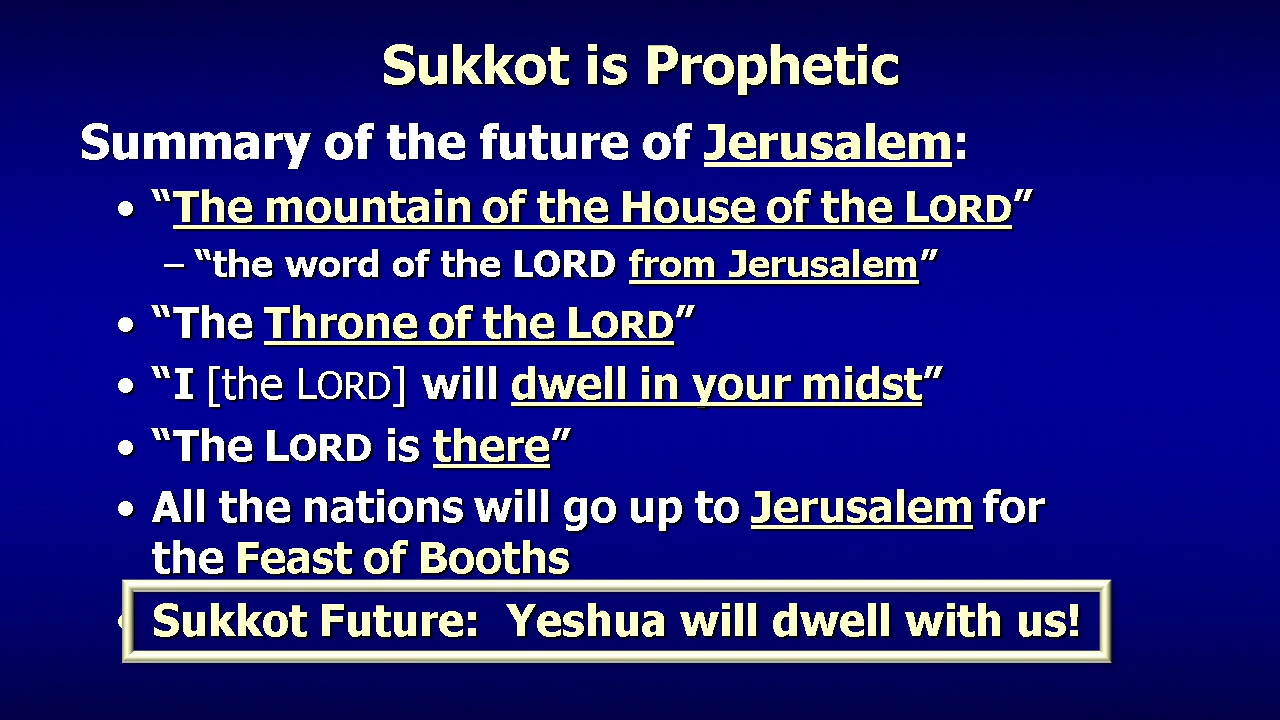 Sukkot is Prophetic
Summary of the future of Jerusalem:
• “The mountain of the House of the LORD”
– “the word of the LORD from Jerusalem”
• “The Throne of the LORD”
• “I [the LORD] will dwell in your midst”
• “The LORD is there”
• All the nations will go up to Jerusalem for
the Feast of Booths
• Sukkot Future: Yeshua will dwell with us!